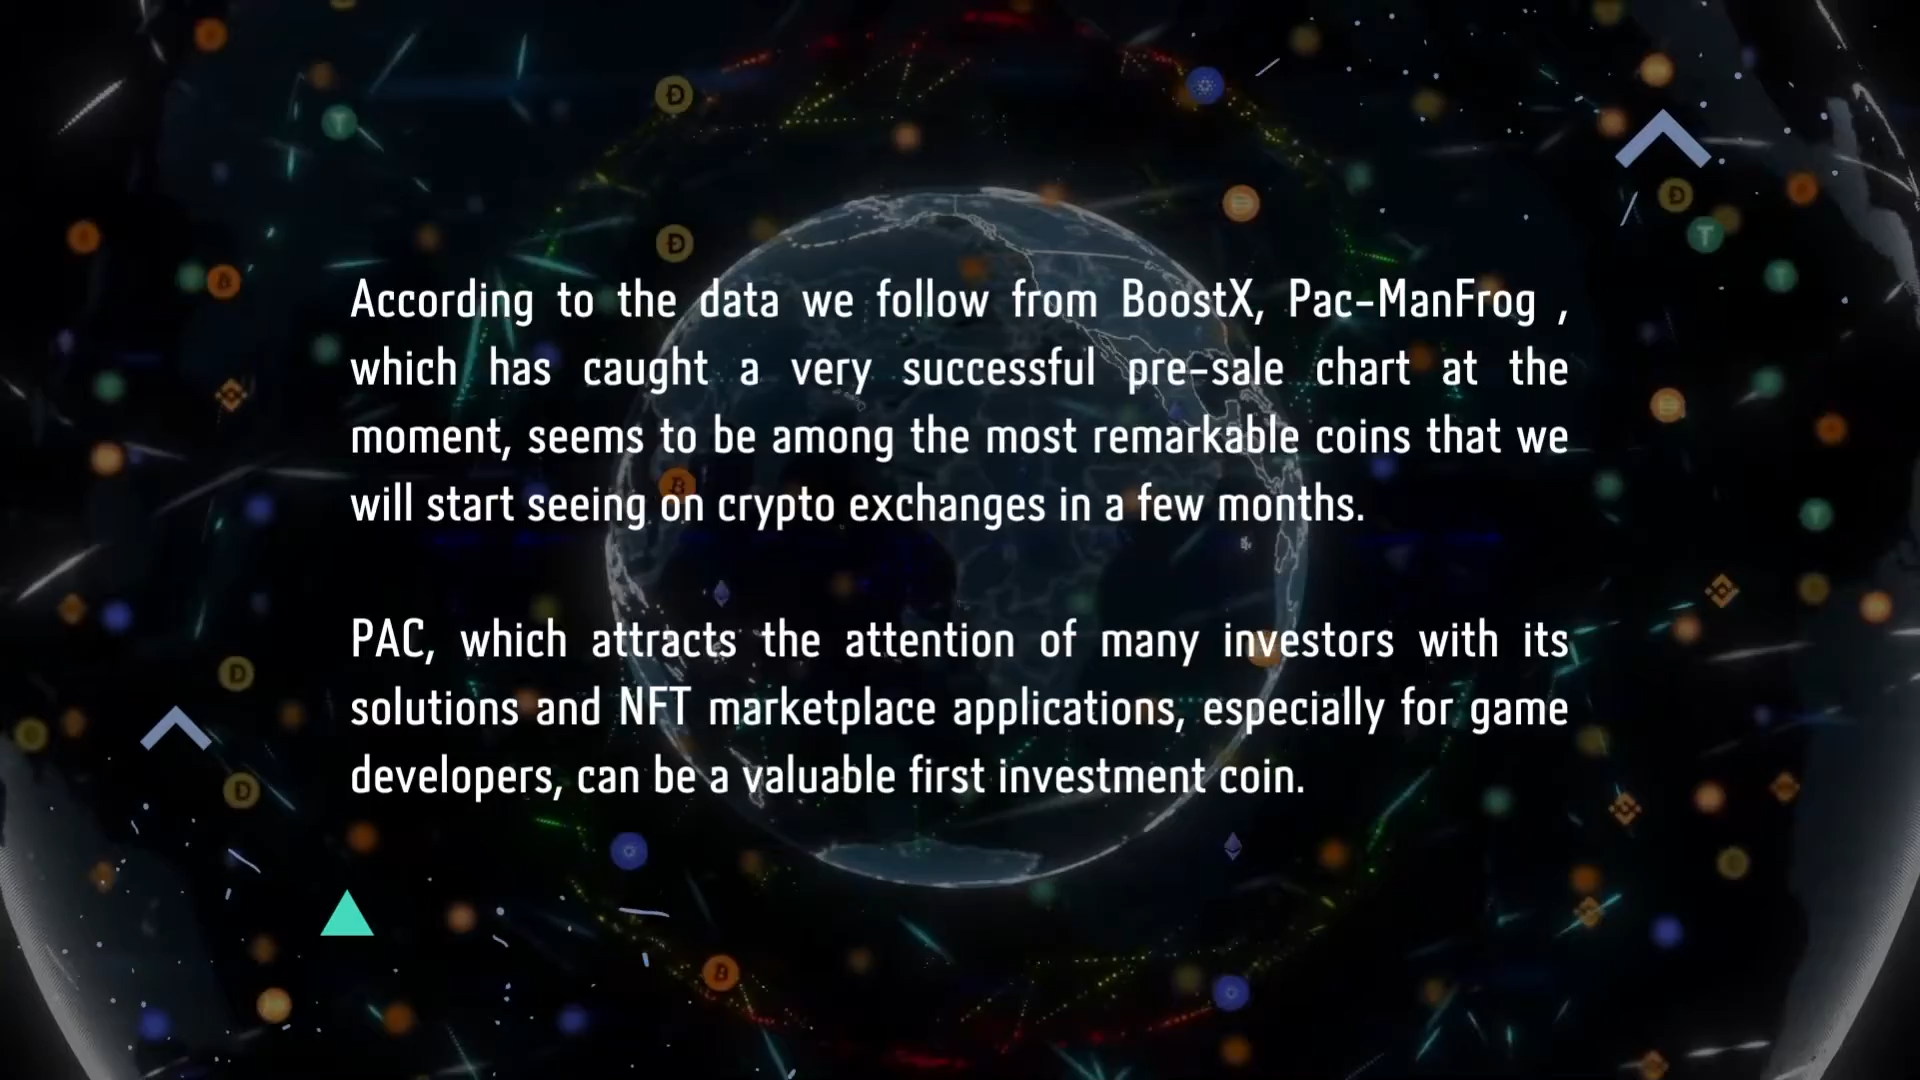 According to the data we follow from BoostX, Pac-ManFrog ,
which has caught a very successful pre-sale chart at the
moment, seems to be among the most remarkable coins that we
will start seeing on crypto exchanges in a few months.
PAC, which attracts the attention of many investors with its
solutions and NFT marketplace applications, especially for game
developers, can be a valuable first investment coin.